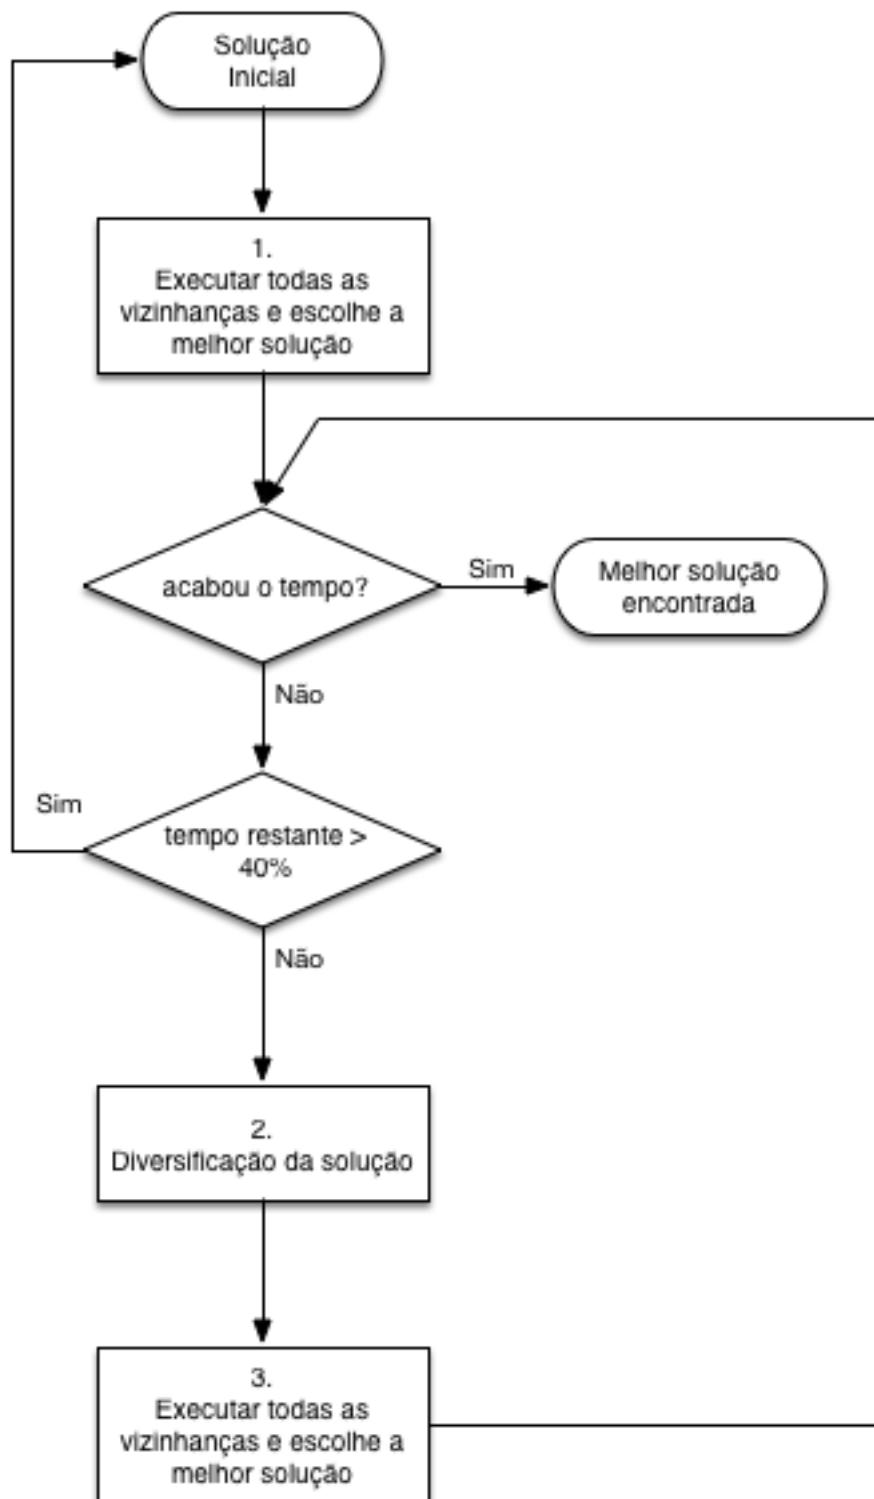 Solução
Inicial
1.
Executar todas as
vizinhanças e escolhe a
melhor solução
acabou o tempo?
Sim
Melhor solução
encontrada
Não
Sim
tempo restante >
40%
Não
2.
Diversificação da solução
3.
Executar todas as
vizinhanças e escolhe a
melhor solução